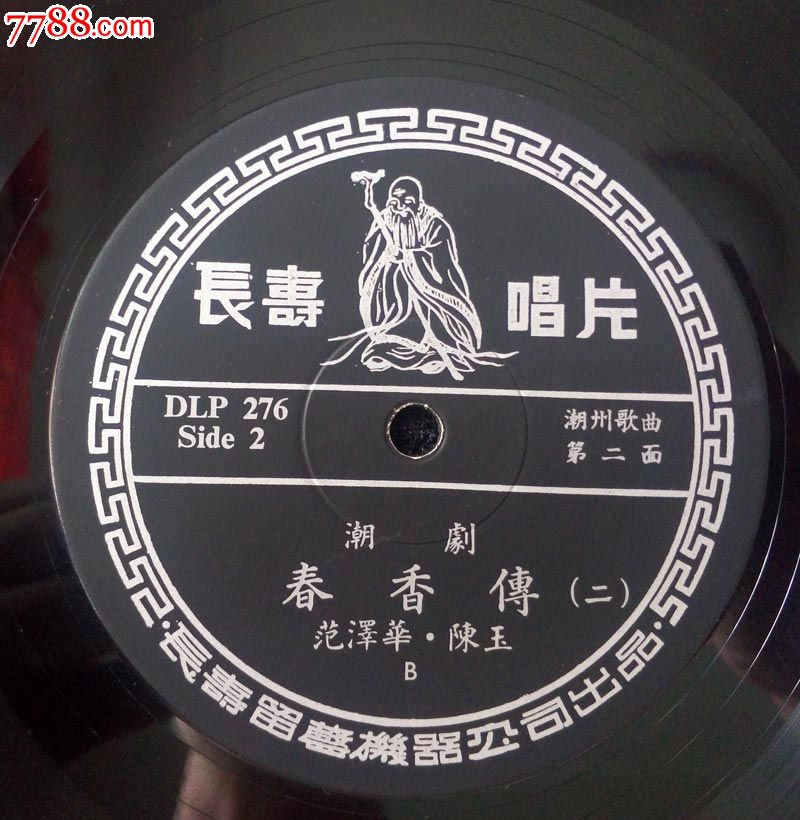 7788.com
長壽 唱片
DLP 276
Side 2
潮州歌曲
第二面
潮 劇
春香傳(二)
范澤華·陳玉
B
·長壽留聲機器公司出品·